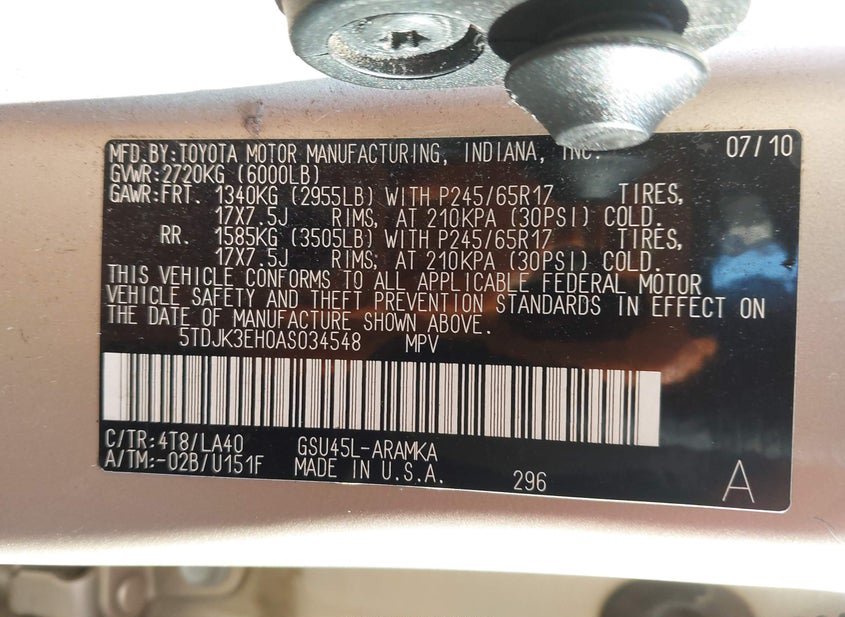 MFD.BY:TOYOTA MOTOR MANUFACTURING, INDIANA, INC. 07/10
GVWR:2720KG (6000LB)
GAWR:FRT. 1340KG (2955LB) WITH P245/65R17 TIRES,
17X7.5J RIMS, AT 210KPA (30PSI) COLD.
RR. 1585KG (3505LB) WITH P245/65R17 TIRES,
17X7.5J RIMS, AT 210KPA (30PSI) COLD.
THIS VEHICLE CONFORMS TO ALL APPLICABLE FEDERAL MOTOR
VEHICLE SAFETY AND THEFT PREVENTION STANDARDS IN EFFECT ON
THE DATE OF MANUFACTURE SHOWN ABOVE.
5TDJK3EH0AS034548 MPV
C/TR:4T8/LA40 GSU45L-ARAMKA
A/TM:-02B/U151F MADE IN U.S.A. 296 A